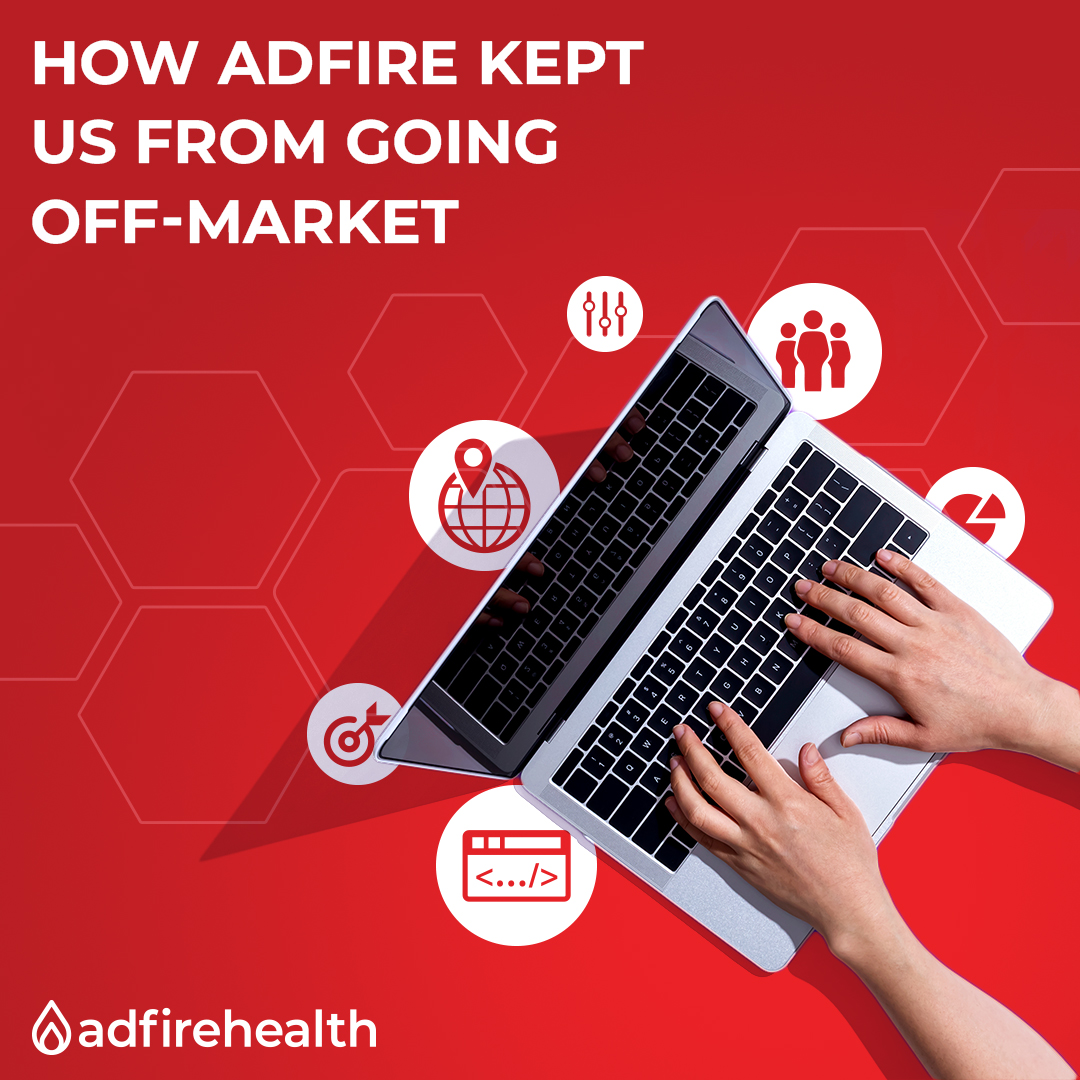 HOW ADFIRE KEPT
US FROM GOING
OFF-MARKET
<.../>
adfirehealth